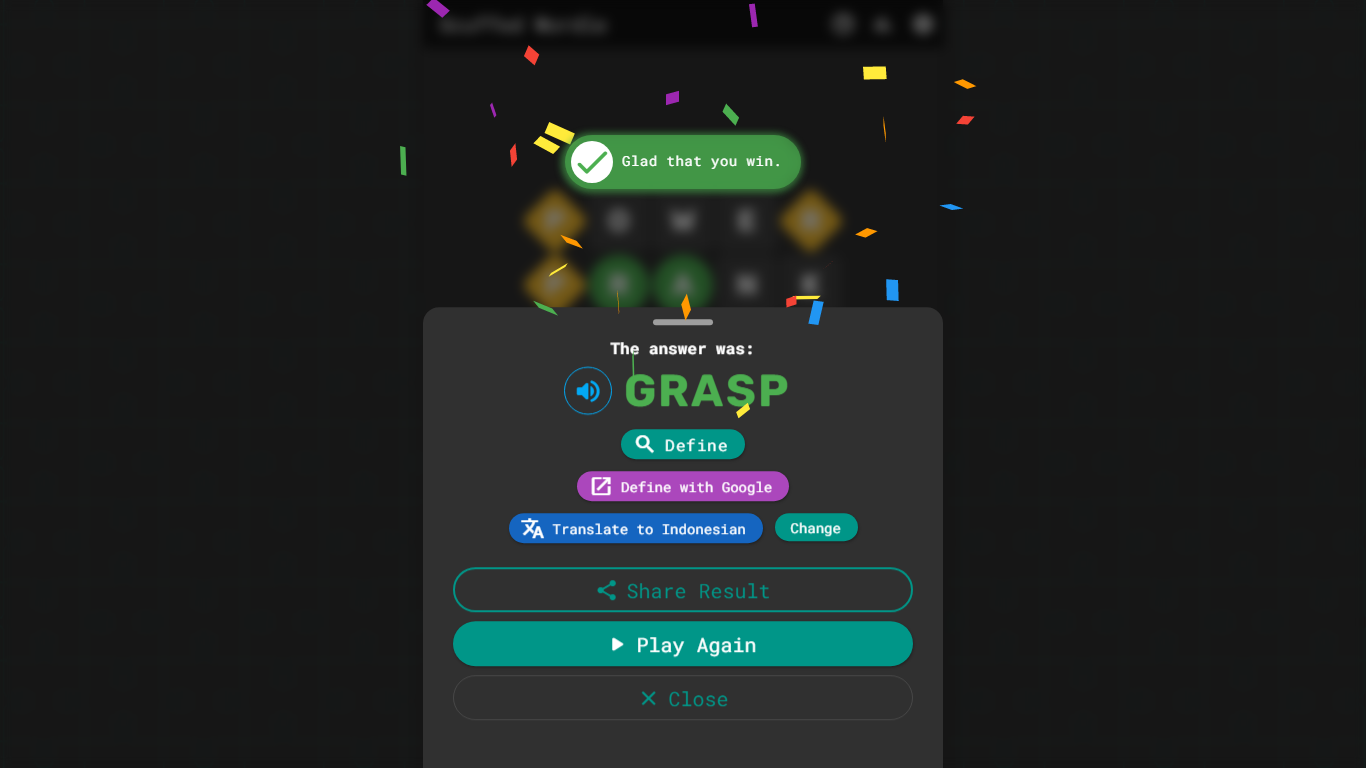 Glad that you win.
The answer was:
GRASP
Define
Define with Google
Translate to Indonesian
Change
Share Result
Play Again
Close